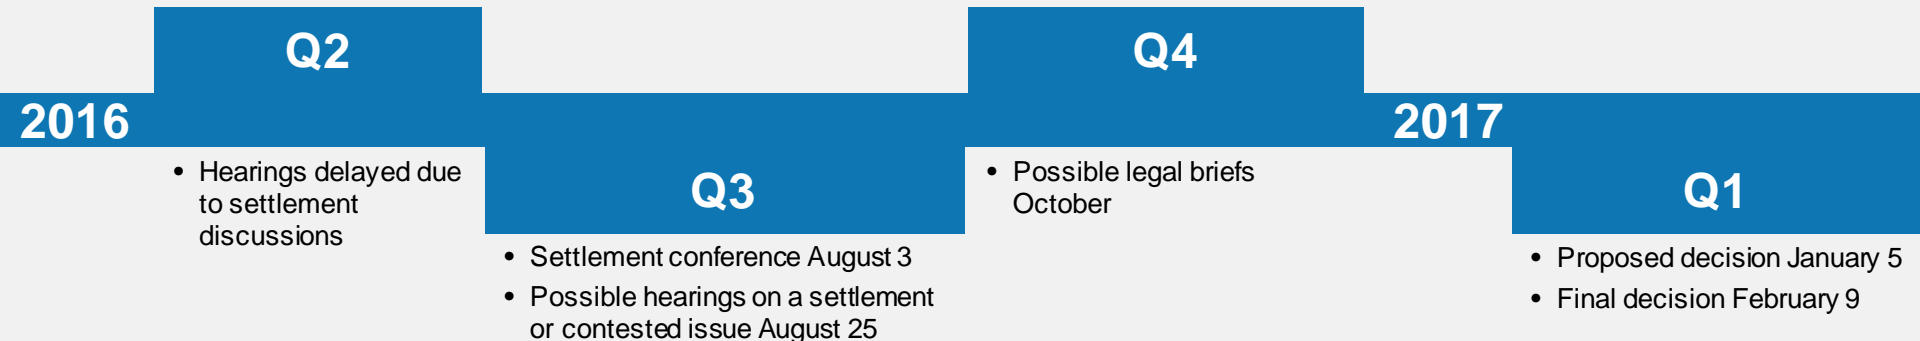 2016
Q2
• Hearings delayed due
to settlement
discussions
Q3
• Settlement conference August 3
• Possible hearings on a settlement
or contested issue August 25
Q4
• Possible legal briefs
October
2017
Q1
• Proposed decision January 5
• Final decision February 9